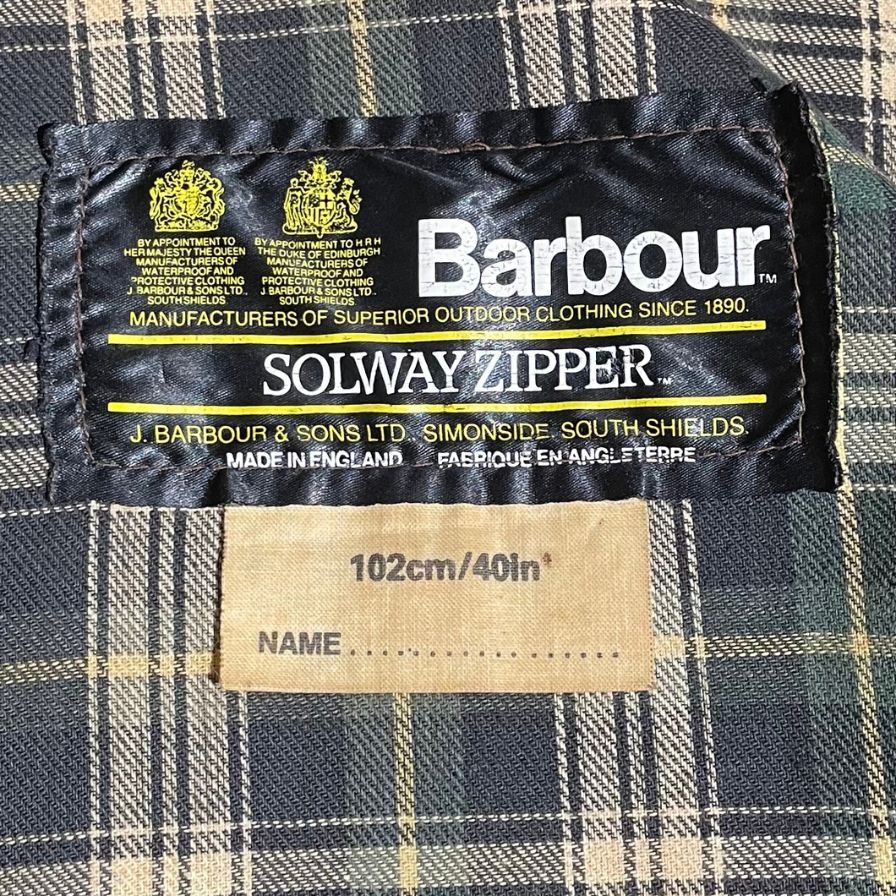 BY APPOINTMENT TO
HER MAJESTY THE QUEEN
MANUFACTURERS OF
WATERPROOF AND
PROTECTIVE CLOTHING
J. BARBOUR & SONS LTD.,
SOUTH SHIELDS
BY APPOINTMENT TO H R H
THE DUKE OF EDINBURGH
MANUFACTURERS OF
WATERPROOF AND
PROTECTIVE CLOTHING
J. BARBOUR & SONS LTD.,
SOUTH SHIELDS.
Barbour™
MANUFACTURERS OF SUPERIOR OUTDOOR CLOTHING SINCE 1890.
SOLWAY ZIPPER™
J. BARBOUR & SONS LTD., SIMONSIDE. SOUTH SHIELDS.
MADE IN ENGLAND FABRIQUE EN ANGLETERRE
102cm/40in
NAME..................